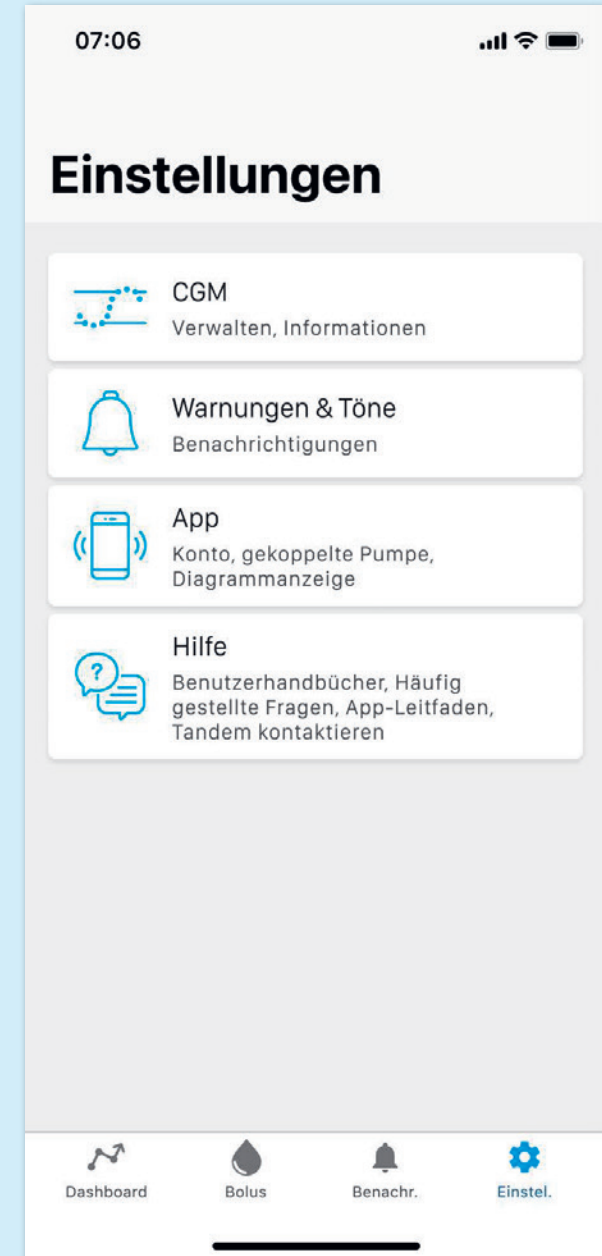 07:06
Einstellungen
CGM
Verwalten, Informationen
Warnungen & Töne
Benachrichtigungen
App
Konto, gekoppelte Pumpe,
Diagrammanzeige
?
Hilfe
Benutzerhandbücher, Häufig
gestellte Fragen, App-Leitfaden,
Tandem kontaktieren
Dashboard
Bolus
Benachr.
Einstel.